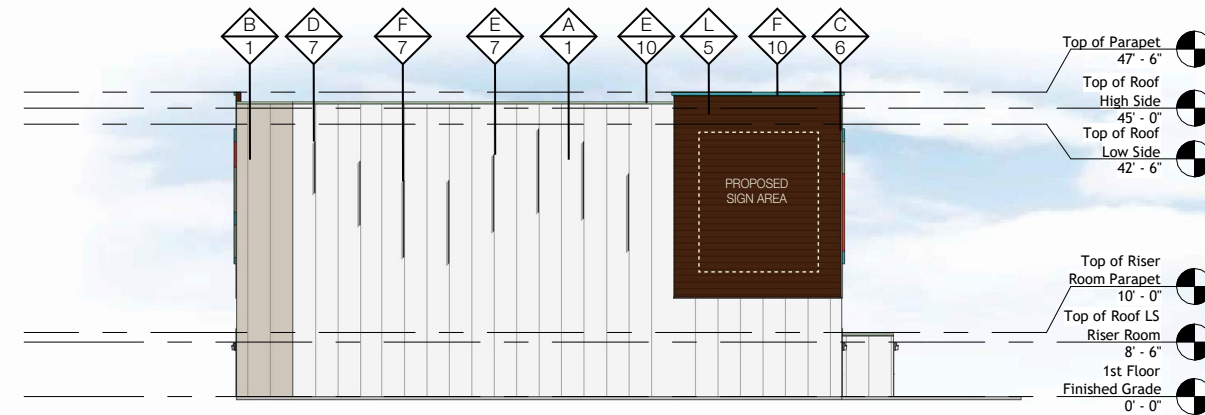 B
1
D
7
F
7
E
7
A
1
E
10
L
5
F
10
C
6
Top of Parapet
47' - 6"
Top of Roof
High Side
45' - 0"
Top of Roof
Low Side
42' - 6"
PROPOSED
SIGN AREA
Top of Riser
Room Parapet
10' - 0"
Top of Roof LS
Riser Room
8' - 6"
1st Floor
Finished Grade
0' - 0"